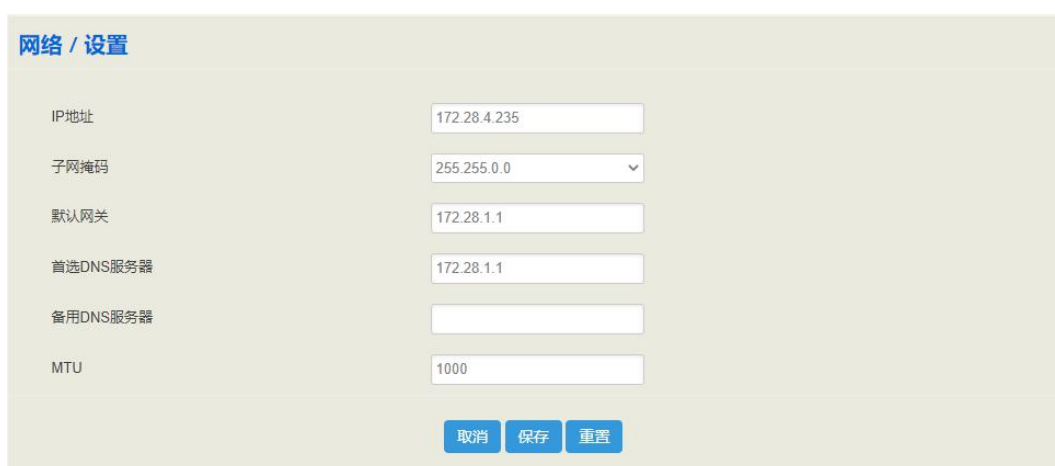 网络 / 设置
IP地址 172.28.4.235
子网掩码 255.255.0.0
默认网关 172.28.1.1
首选DNS服务器 172.28.1.1
备用DNS服务器
MTU 1000
取消 保存 重置